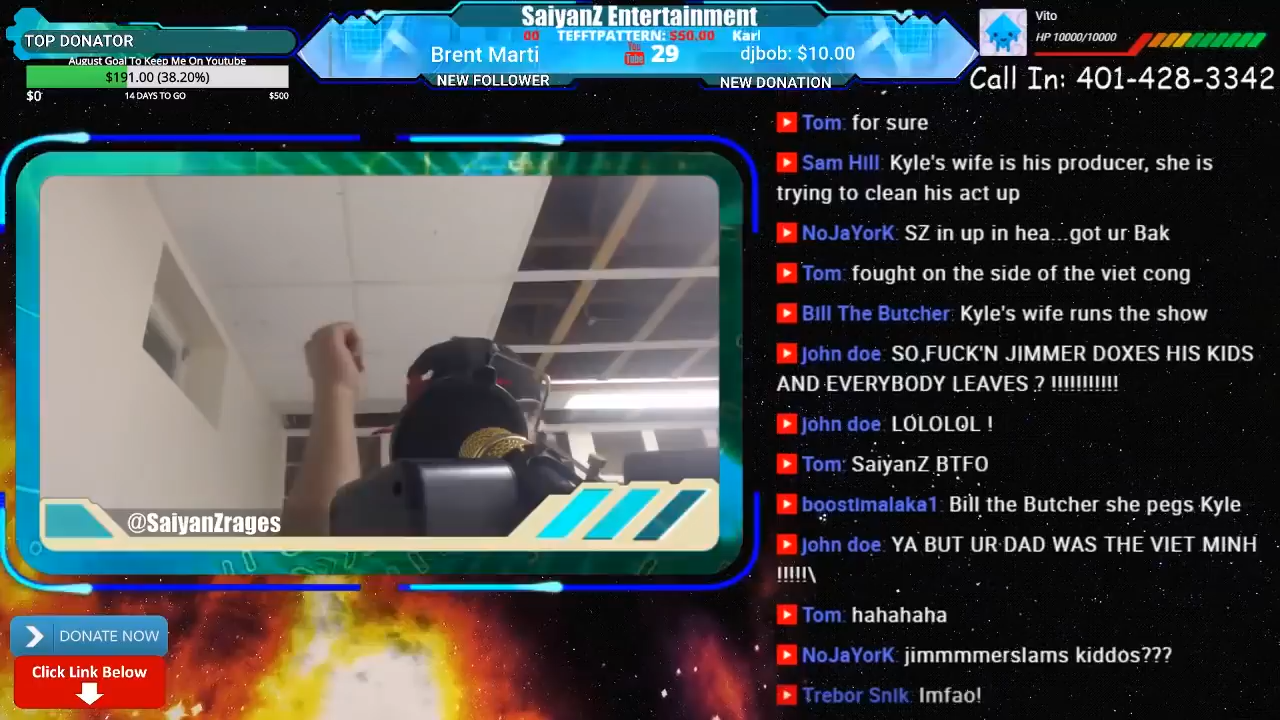 TOP DONATOR
August Goal To Keep Me On Youtube
$191.00 (38.20%)
$0
14 DAYS TO GO
$500
SaiyanZ Entertainment
00 TEFFTPATTERN: $50.00 Karl
Brent Marti
You Tube 29
djbob: $10.00
NEW FOLLOWER
NEW DONATION
Vito
HP 10000/10000
Call In: 401-428-3342
Tom: for sure
Sam Hill: Kyle's wife is his producer, she is
trying to clean his act up
NoJaYorK: SZ in up in hea...got ur Bak
Tom: fought on the side of the viet cong
Bill The Butcher: Kyle's wife runs the show
john doe: SO,FUCK'N JIMMER DOXES HIS KIDS
AND EVERYBODY LEAVES ? !!!!!!!!!!!
john doe: LOLOLOL !
Tom: SaiyanZ BTFO
boostimalaka1: Bill the Butcher she pegs Kyle
john doe: YA BUT UR DAD WAS THE VIET MINH
!!!!!\
Tom: hahahaha
NoJaYorK: jimmmmerslams kiddos???
Trebor Snik: lmfao!
@SaiyanZrages
DONATE NOW
Click Link Below